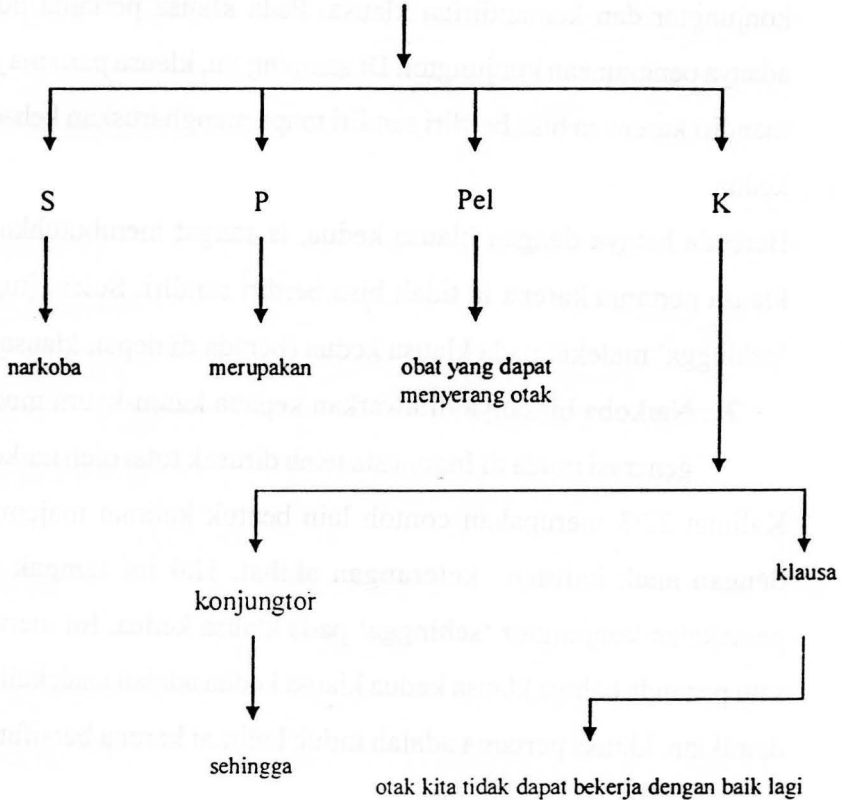 S P Pel K
narkoba merupakan obat yang dapat
menyerang otak
konjungtor klausa
sehingga
otak kita tidak dapat bekerja dengan baik lagi